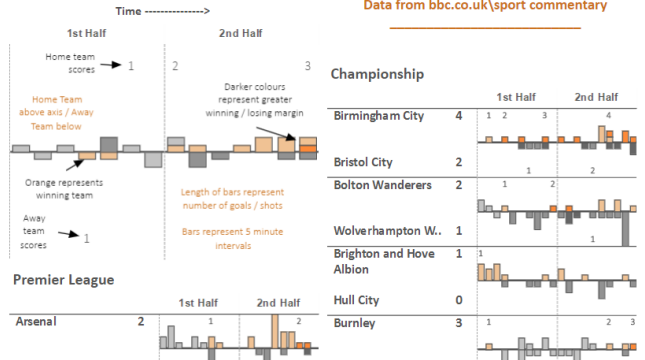 Time -------------->
1st Half 2nd Half
Home team
scores
1 2 3
Darker colours
represent greater
winning / losing margin
Home Team
above axis / Away
Team below
Orange represents
winning team
Length of bars represent
number of goals / shots
Away
team
scores
1
Bars represent 5 minute
intervals
Premier League
1st Half 2nd Half
Arsenal 2 1 2
Data from bbc.co.uk\sport commentary
Championship
1st Half 2nd Half
Birmingham City 4 1 2 3 4
Bristol City 2 1 2
Bolton Wanderers 2 1 2
Wolverhampton W.. 1 1
Brighton and Hove
Albion 1 1
Hull City 0
Burnley 3 1 2 3